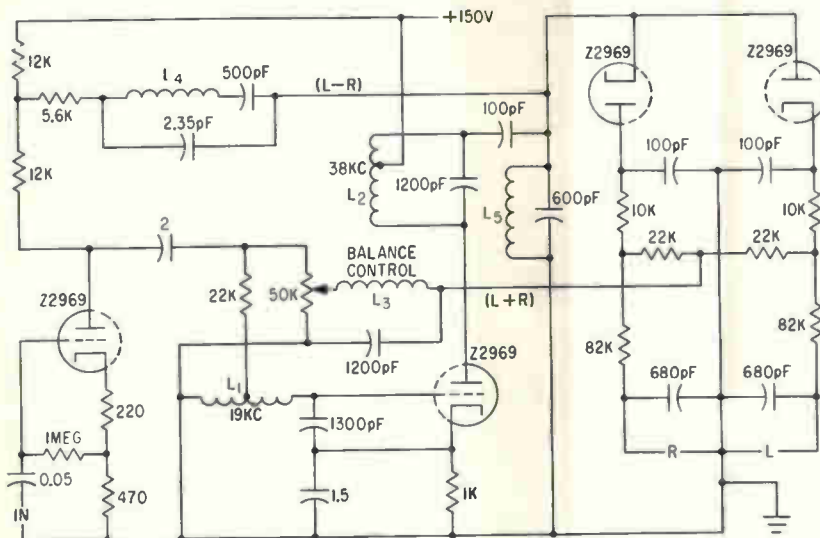 +150V
12K
L4
500pF
(L–R)
5.6K
2.35pF
12K
Z2969
Z2969
100pF
38KC
L2
1200pF
L5
600pF
100pF
100pF
10K
10K
22K
22K
2
BALANCE
CONTROL
22K
50K
L3
(L+R)
Z2969
1200pF
Z2969
82K
82K
L1
19KC
1300pF
680pF
680pF
220
1MEG
0.05
470
IN
1.5
1K
R
L